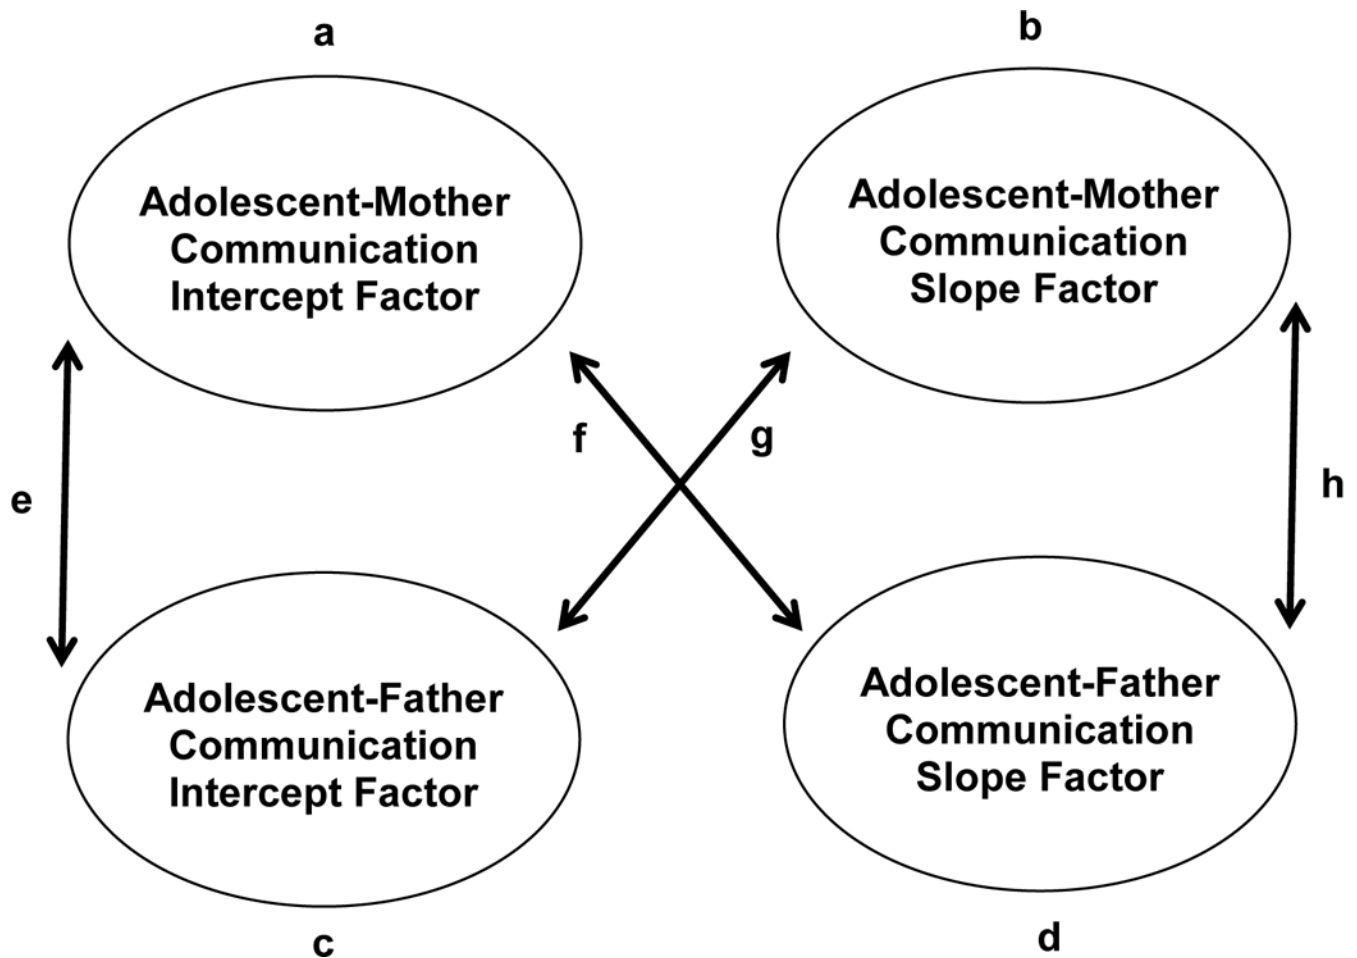 a
b
Adolescent-Mother
Communication
Intercept Factor
Adolescent-Mother
Communication
Slope Factor
f
g
e
h
Adolescent-Father
Communication
Intercept Factor
Adolescent-Father
Communication
Slope Factor
c
d